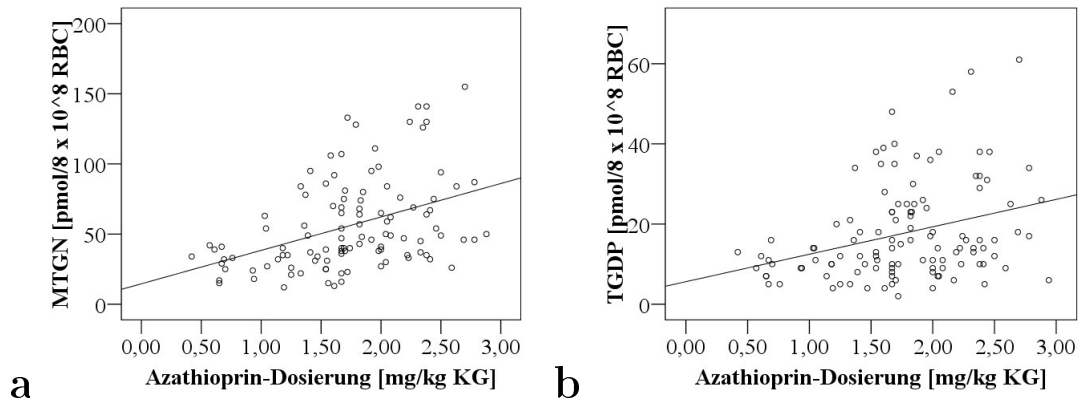 MTGN [pmol/8 x 10^8 RBC]
200
150
100
50
0
0,00 0,50 1,00 1,50 2,00 2,50 3,00
Azathioprin-Dosierung [mg/kg KG]
a
TGDP [pmol/8 x 10^8 RBC]
60
40
20
0
0,00 0,50 1,00 1,50 2,00 2,50 3,00
Azathioprin-Dosierung [mg/kg KG]
b